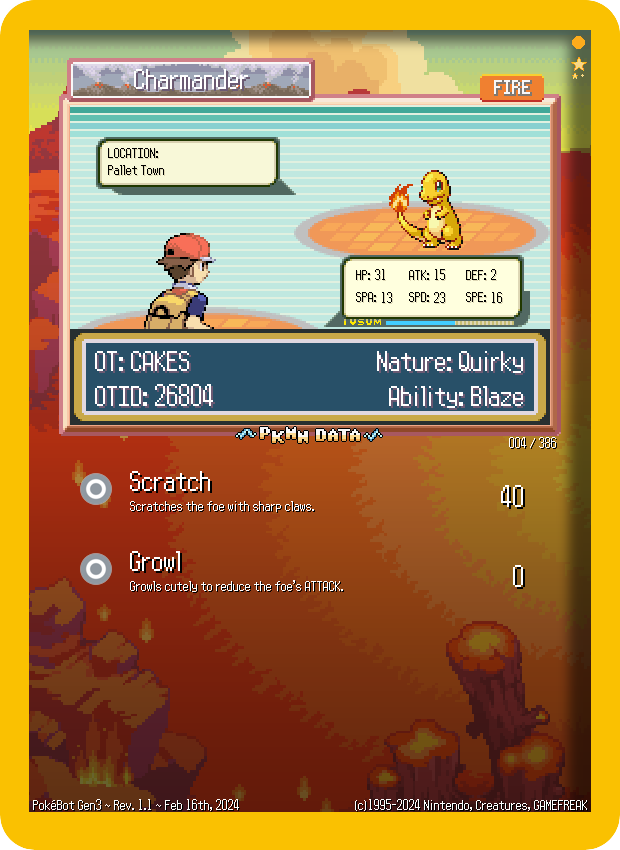 Charmander
FIRE
LOCATION:
Pallet Town
HP: 31 ATK: 15 DEF: 2
SPA: 13 SPD: 23 SPE: 16
OT: CAKES Nature: Quirky
OTID: 26804 Ability: Blaze
PKMN DATA
004 / 386
Scratch 40
Scratches the foe with sharp claws.
Growl 0
Growls cutely to reduce the foe's ATTACK.
PokéBot Gen3 ~ Rev. 1.1 ~ Feb 16th, 2024 (c)1995-2024 Nintendo, Creatures, GAMEFREAK